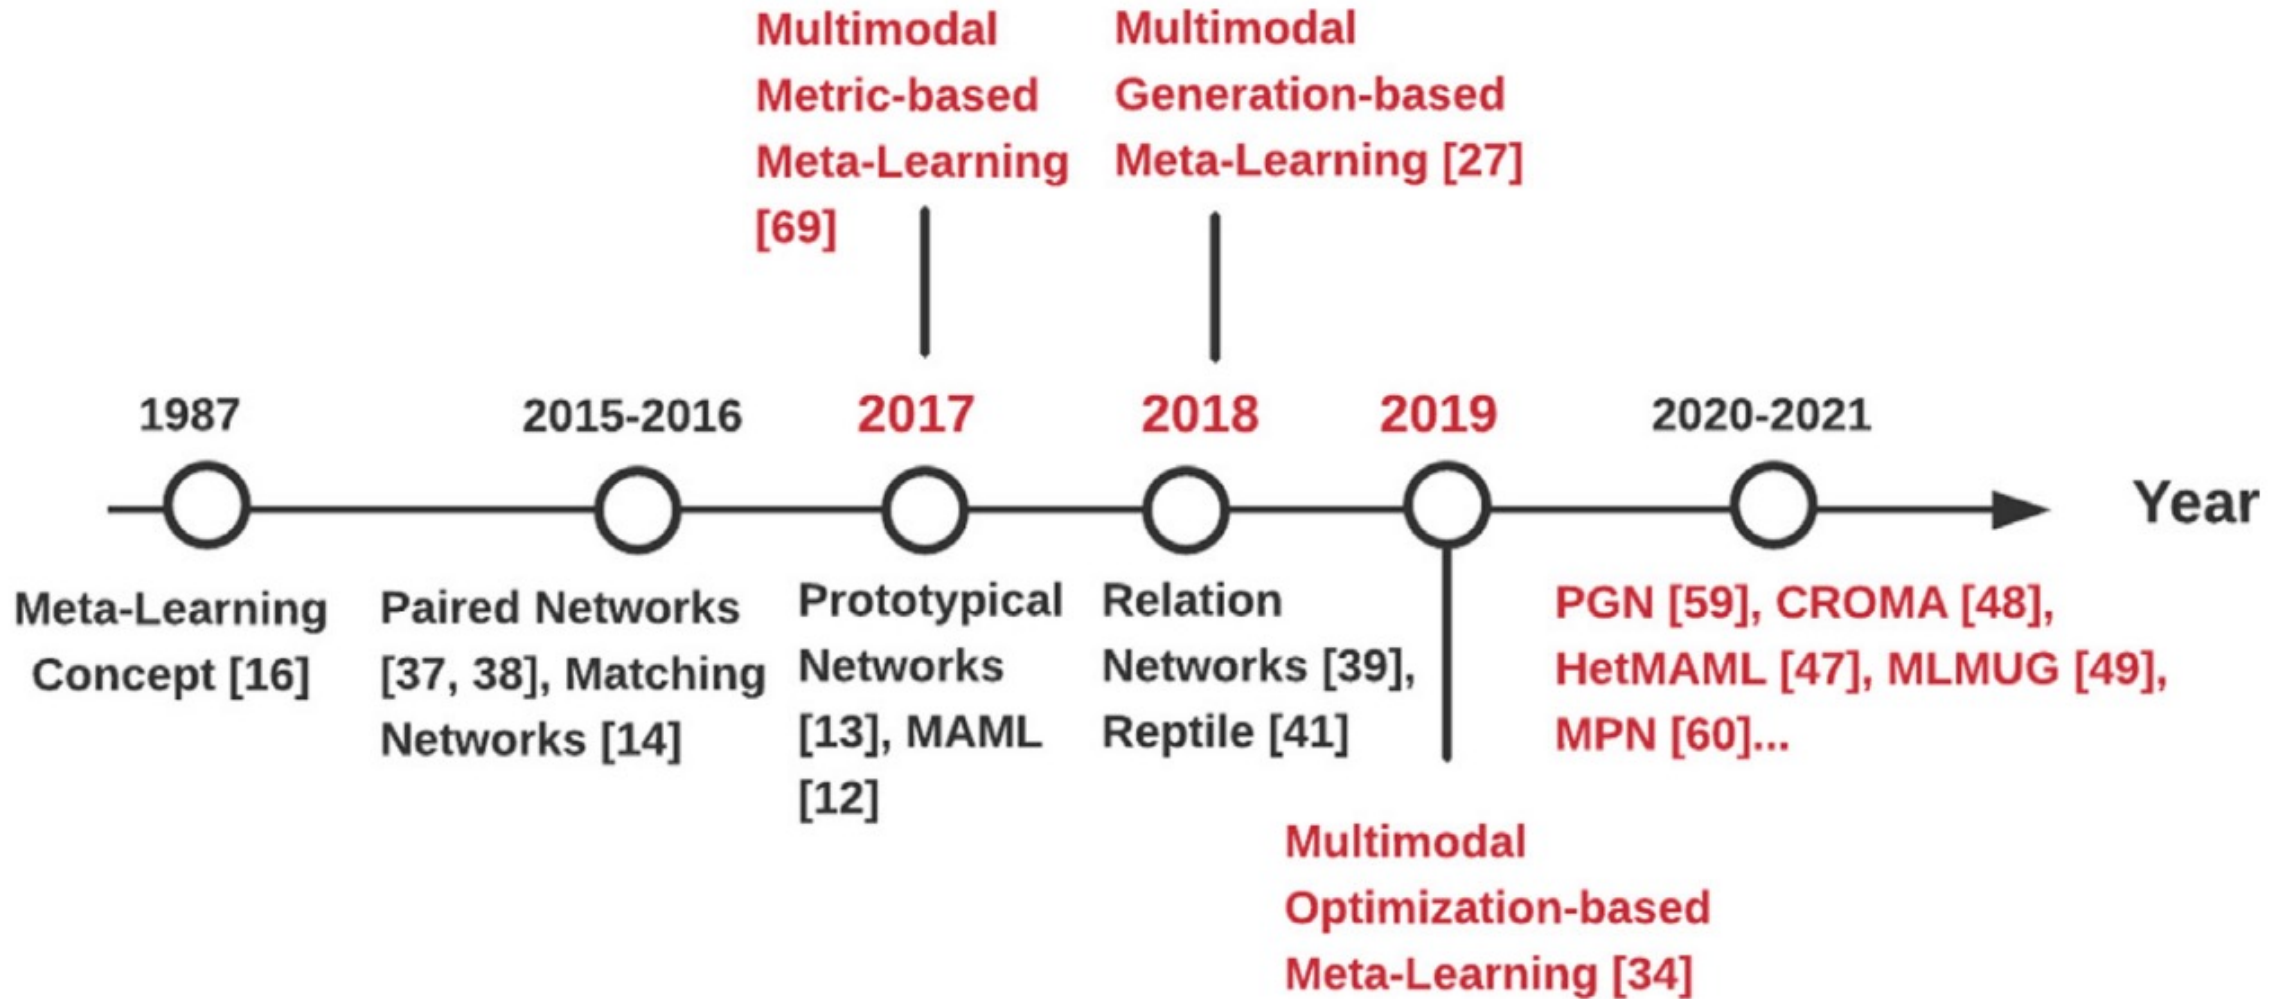 Multimodal
Metric-based
Meta-Learning
[69]
Multimodal
Generation-based
Meta-Learning [27]
1987
2015-2016
2017
2018
2019
2020-2021
Year
Meta-Learning
Concept [16]
Paired Networks
[37, 38], Matching
Networks [14]
Prototypical
Networks
[13], MAML
[12]
Relation
Networks [39],
Reptile [41]
PGN [59], CROMA [48],
HetMAML [47], MLMUG [49],
MPN [60]...
Multimodal
Optimization-based
Meta-Learning [34]